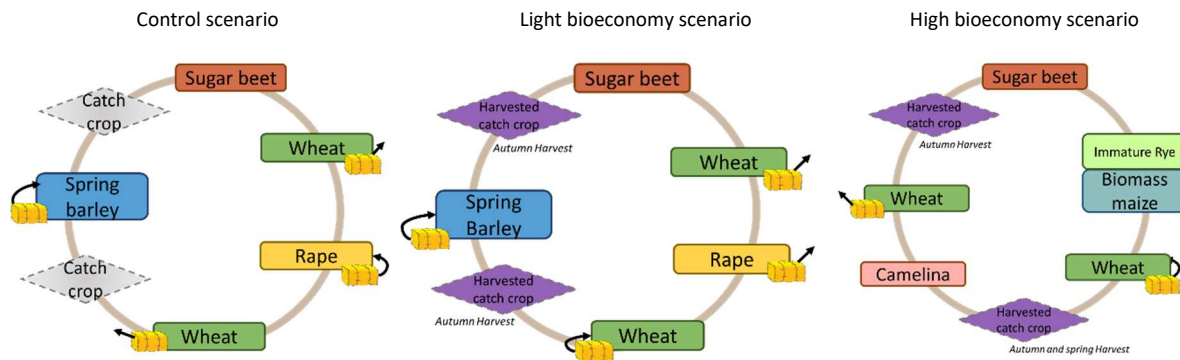 Control scenario
Sugar beet
Catch
crop
Wheat
Spring
barley
Rape
Catch
crop
Wheat
Light bioeconomy scenario
Sugar beet
Harvested
catch crop
Autumn Harvest
Wheat
Spring
Barley
Rape
Harvested
catch crop
Autumn Harvest
Wheat
High bioeconomy scenario
Sugar beet
Harvested
catch crop
Autumn Harvest
Immature Rye
Biomass
maize
Wheat
Wheat
Camelina
Harvested
catch crop
Autumn and spring Harvest